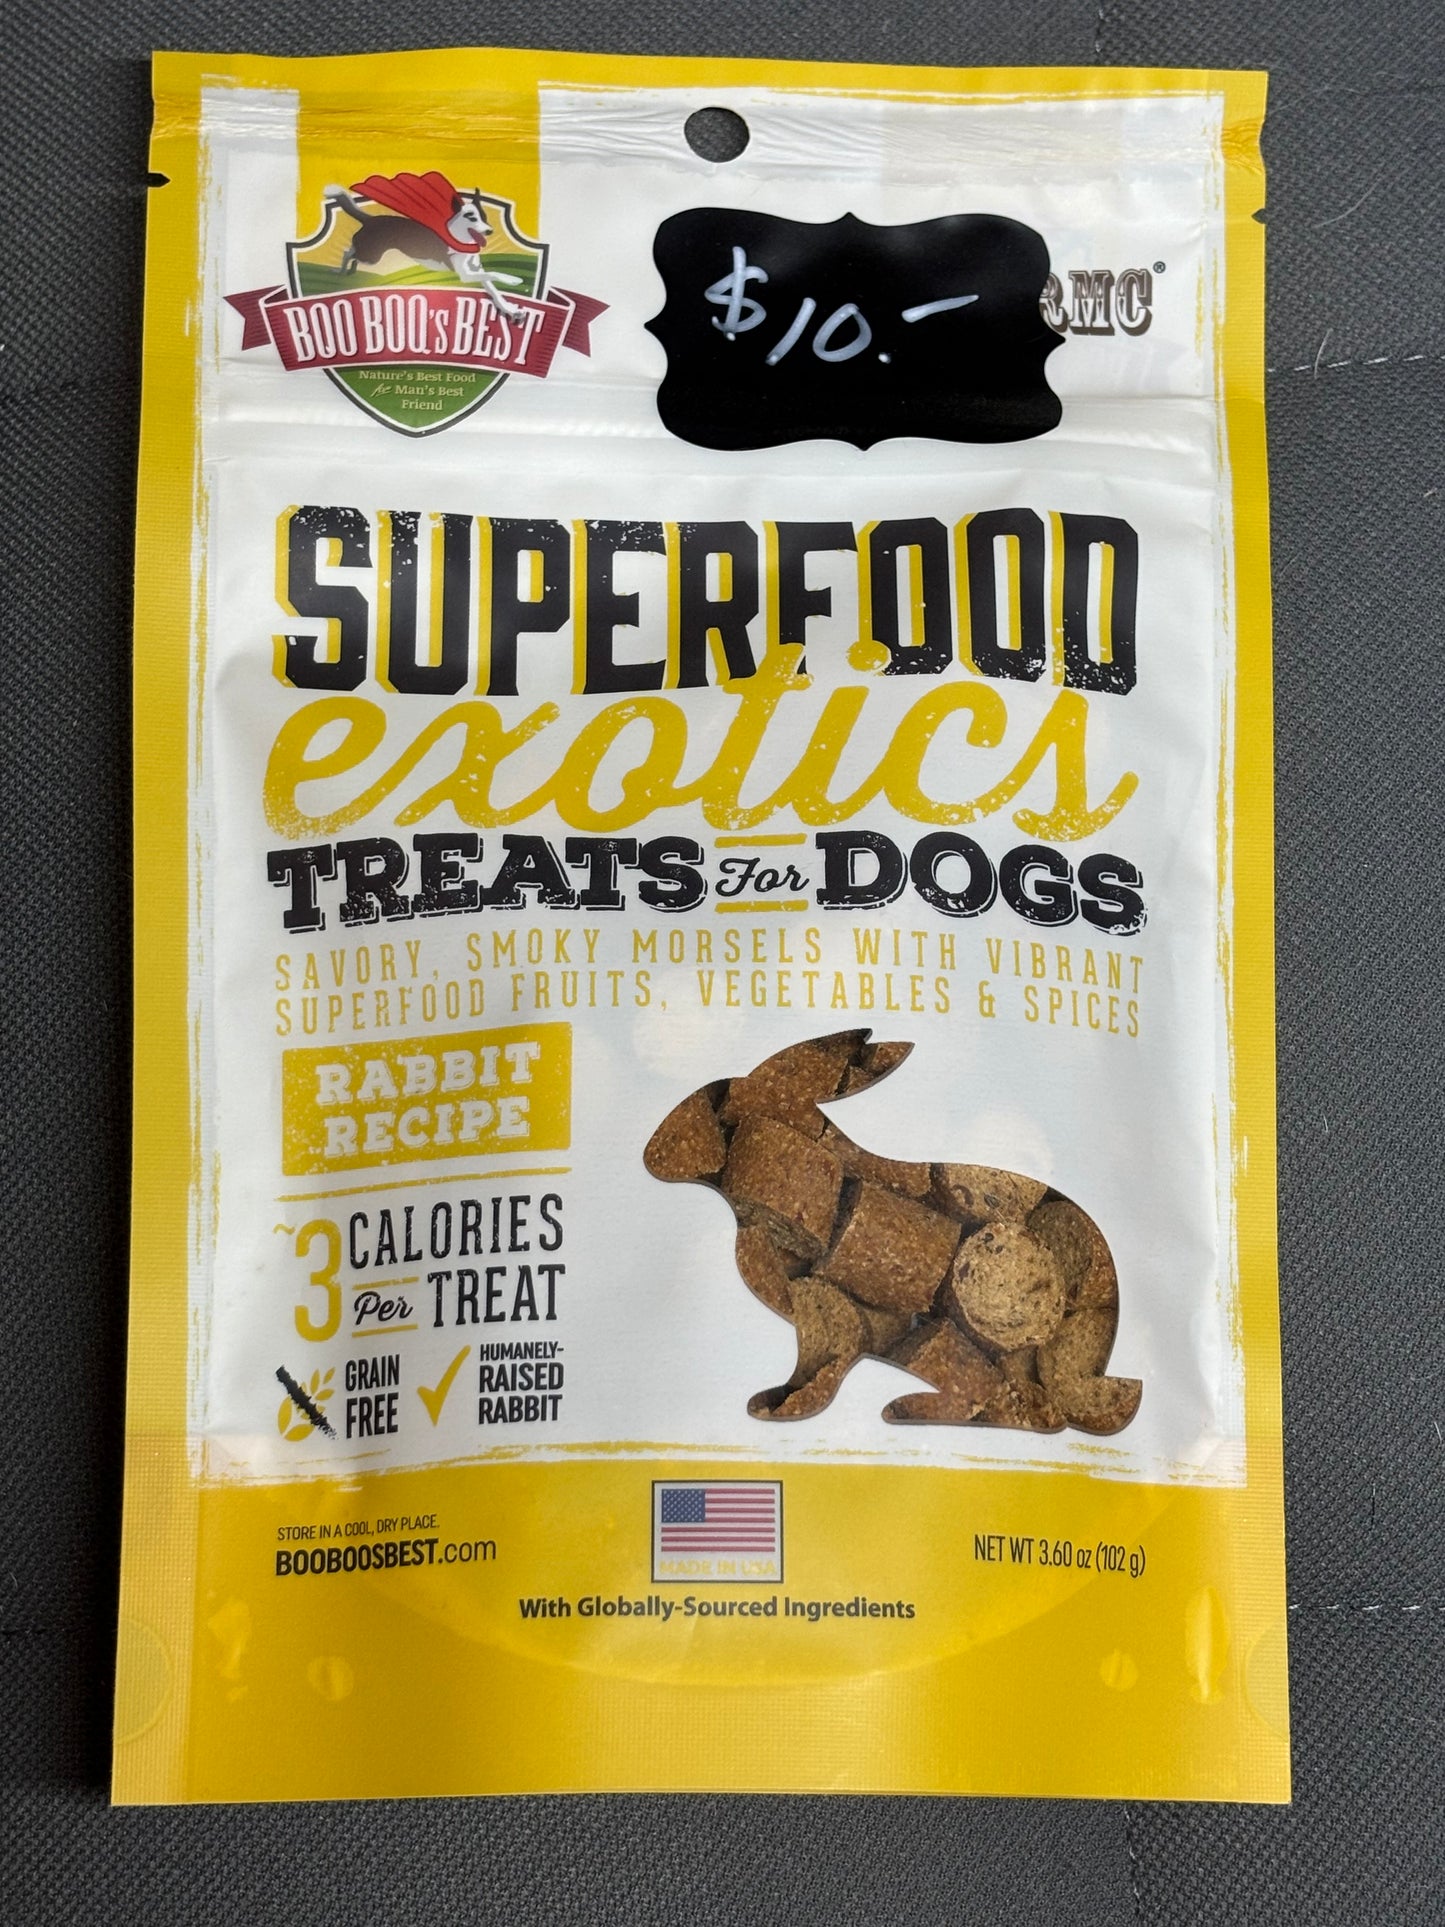 BOO BOO'S BEST
Nature's Best Food
for Man's Best
Friend
$10.-
RMC®
SUPERFOOD
exotics
TREATS For DOGS
SAVORY, SMOKY MORSELS WITH VIBRANT
SUPERFOOD FRUITS, VEGETABLES & SPICES
RABBIT
RECIPE
~3 CALORIES
Per TREAT
GRAIN
FREE
HUMANELY-
RAISED
RABBIT
STORE IN A COOL, DRY PLACE.
BOOBOOSBEST.com
MADE IN USA
With Globally-Sourced Ingredients
NET WT 3.60 oz (102 g)